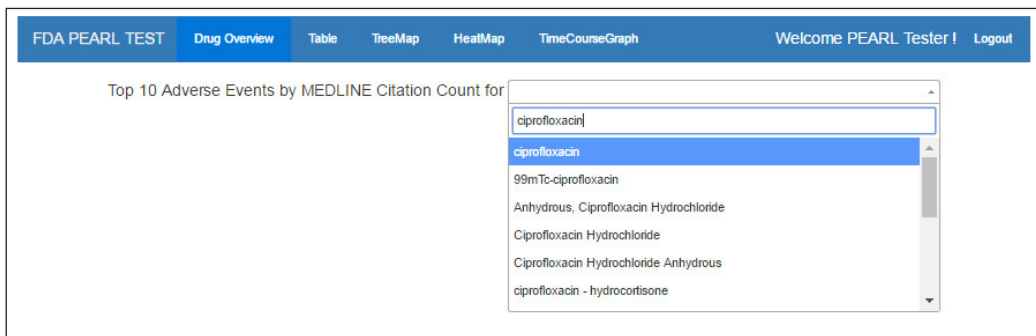 FDA PEARL TEST Drug Overview Table TreeMap HeatMap TimeCourseGraph Welcome PEARL Tester ! Logout
Top 10 Adverse Events by MEDLINE Citation Count for
ciprofloxacin
ciprofloxacin
99mTc-ciprofloxacin
Anhydrous, Ciprofloxacin Hydrochloride
Ciprofloxacin Hydrochloride
Ciprofloxacin Hydrochloride Anhydrous
ciprofloxacin - hydrocortisone